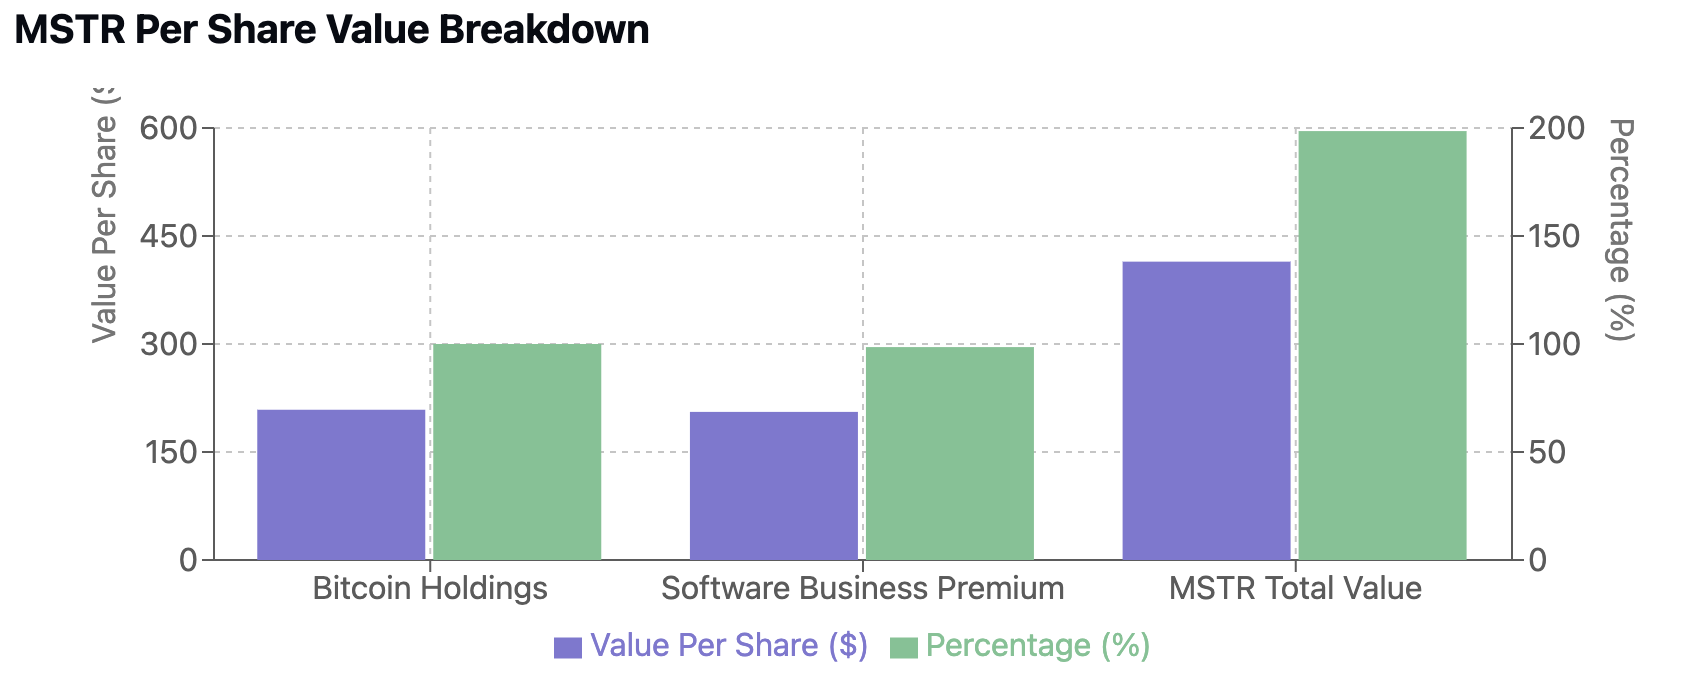 MSTR Per Share Value Breakdown
Value Per Share (
600
450
300
150
0
200
150
100
50
0
Percentage (%)
Bitcoin Holdings
Software Business Premium
MSTR Total Value
Value Per Share ($)
Percentage (%)